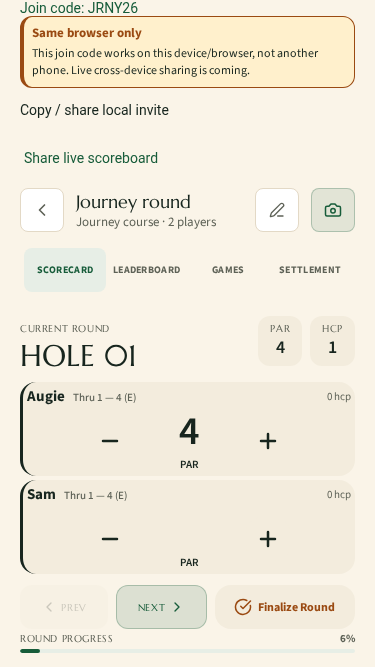 Join code: JRNY26
Same browser only
This join code works on this device/browser, not another
phone. Live cross-device sharing is coming.
Copy / share local invite
Share live scoreboard
Journey round
Journey course · 2 players
SCORECARD LEADERBOARD GAMES SETTLEMENT
CURRENT ROUND
HOLE 01
PAR
4
HCP
1
Augie Thru 1 — 4 (E) 0 hcp
− 4 +
PAR
Sam Thru 1 — 4 (E) 0 hcp
− +
PAR
PREV NEXT Finalize Round
ROUND PROGRESS 6%